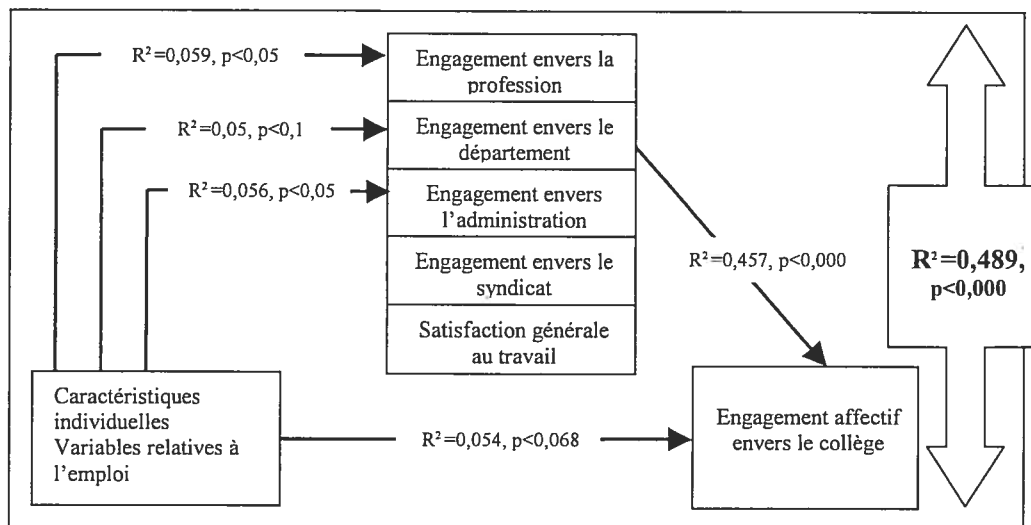 R²=0,059, p<0,05
Engagement envers la
profession
R²=0,05, p<0,1
Engagement envers le
département
R²=0,056, p<0,05
Engagement envers
l'administration
R²=0,457, p<0,000
R²=0,489,
p<0,000
Engagement envers le
syndicat
Satisfaction générale
au travail
Caractéristiques
individuelles
Variables relatives à
l'emploi
R²=0,054, p<0,068
Engagement affectif
envers le collège